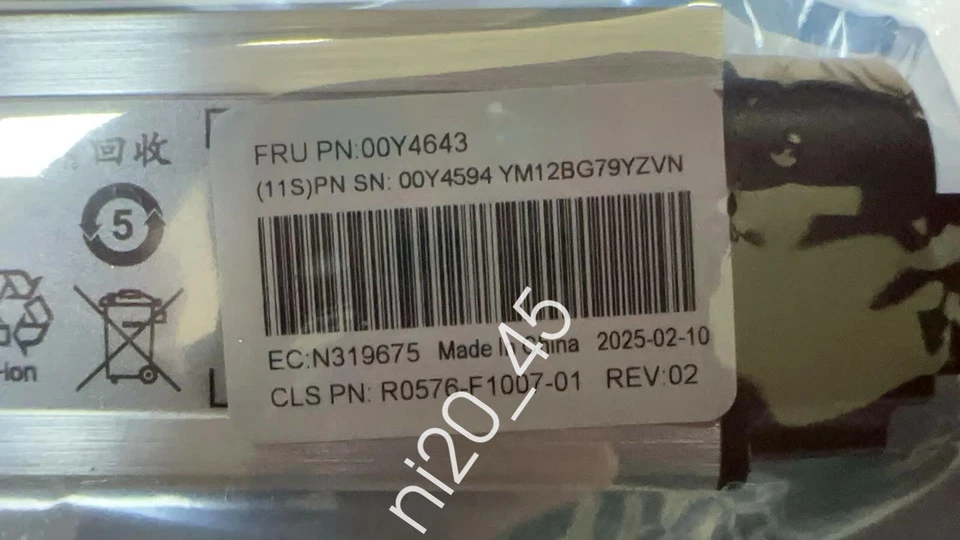 回收
5
-ion
FRU PN:00Y4643
(11S)PN SN: 00Y4594 YM12BG79YZVN
EC:N319675 Made In China 2025-02-10
CLS PN: R0576-F1007-01 REV:02
ni20_45